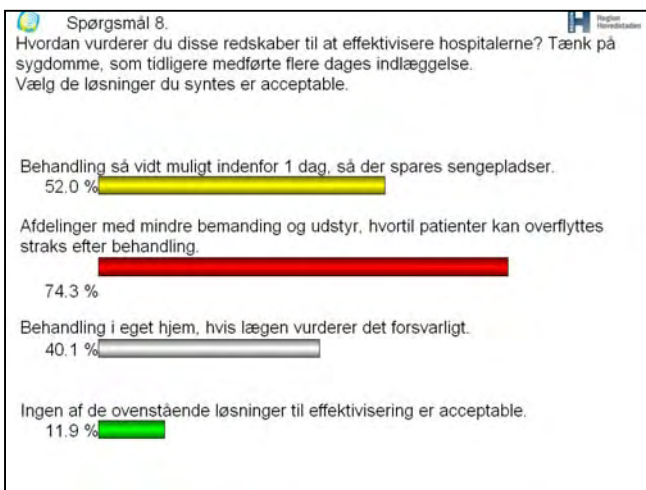 Spørgsmål 8.
Region
Hovedstaden
Hvordan vurderer du disse redskaber til at effektivisere hospitalerne? Tænk på
sygdomme, som tidligere medførte flere dages indlæggelse.
Vælg de løsninger du syntes er acceptable.
Behandling så vidt muligt indenfor 1 dag, så der spares sengepladser.
52.0 %
Afdelinger med mindre bemanding og udstyr, hvortil patienter kan overflyttes
straks efter behandling.
74.3 %
Behandling i eget hjem, hvis lægen vurderer det forsvarligt.
40.1 %
Ingen af de ovenstående løsninger til effektivisering er acceptable.
11.9 %